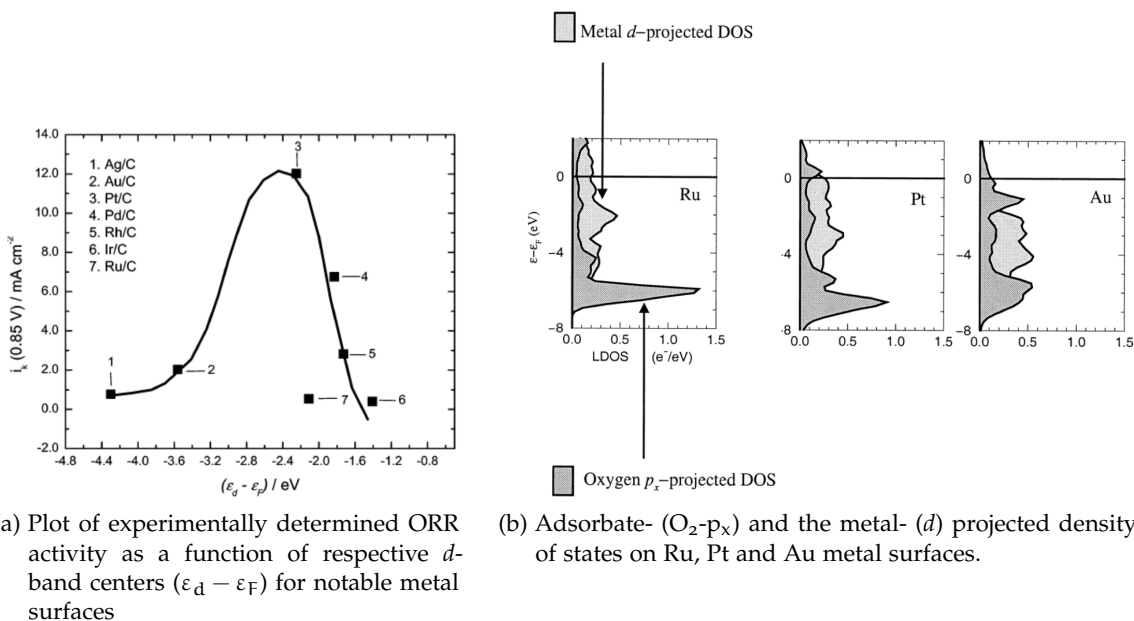 Metal d−projected DOS
14.0
12.0
10.0
8.0
6.0
4.0
2.0
0.0
-2.0
i_k (0.85 V) / mA cm⁻²
1. Ag/C
2. Au/C
3. Pt/C
4. Pd/C
5. Rh/C
6. Ir/C
7. Ru/C
1
2
3
4
5
7
6
-4.8 -4.0 -3.6 -3.2 -2.8 -2.4 -2.0 -1.6 -1.2 -0.8
(ε_d - ε_F) / eV
0
−4
−8
ε−ε_F (eV)
Ru
0.0 0.5 1.0 1.5
LDOS (e⁻/eV)
0
−4
-8
Pt
0.0 0.5 1.0 1.5
0
−4
−8
Au
0.0 0.5 1.0 1.5
Oxygen pₓ−projected DOS
a) Plot of experimentally determined ORR
activity as a function of respective d-
band centers (ε_d − ε_F) for notable metal
surfaces
(b) Adsorbate- (O₂-pₓ) and the metal- (d) projected density
of states on Ru, Pt and Au metal surfaces.